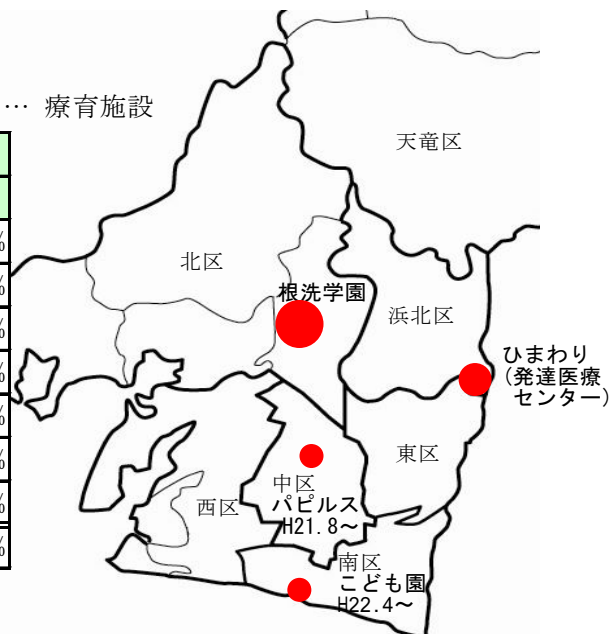 … 療育施設
天竜区
北区
根洗学園
浜北区
ひまわり
(発達医療
センター)
東区
中区
パピルス
H21.8～
西区
南区
こども園
H22.4～
%
%
%
%
%
%
%
%